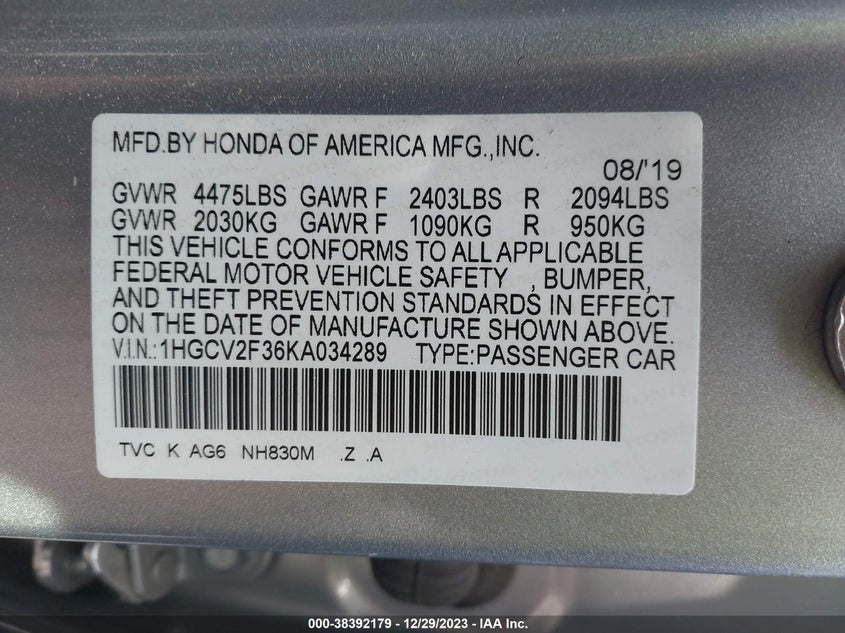 MFD.BY HONDA OF AMERICA MFG.,INC.
08/'19
GVWR 4475LBS GAWR F 2403LBS R 2094LBS
GVWR 2030KG GAWR F 1090KG R 950KG
THIS VEHICLE CONFORMS TO ALL APPLICABLE
FEDERAL MOTOR VEHICLE SAFETY , BUMPER,
AND THEFT PREVENTION STANDARDS IN EFFECT
ON THE DATE OF MANUFACTURE SHOWN ABOVE.
V.I.N.:1HGCV2F36KA034289 TYPE:PASSENGER CAR
TVC K AG6 NH830M .Z .A
000-38392179 - 12/29/2023 - IAA Inc.